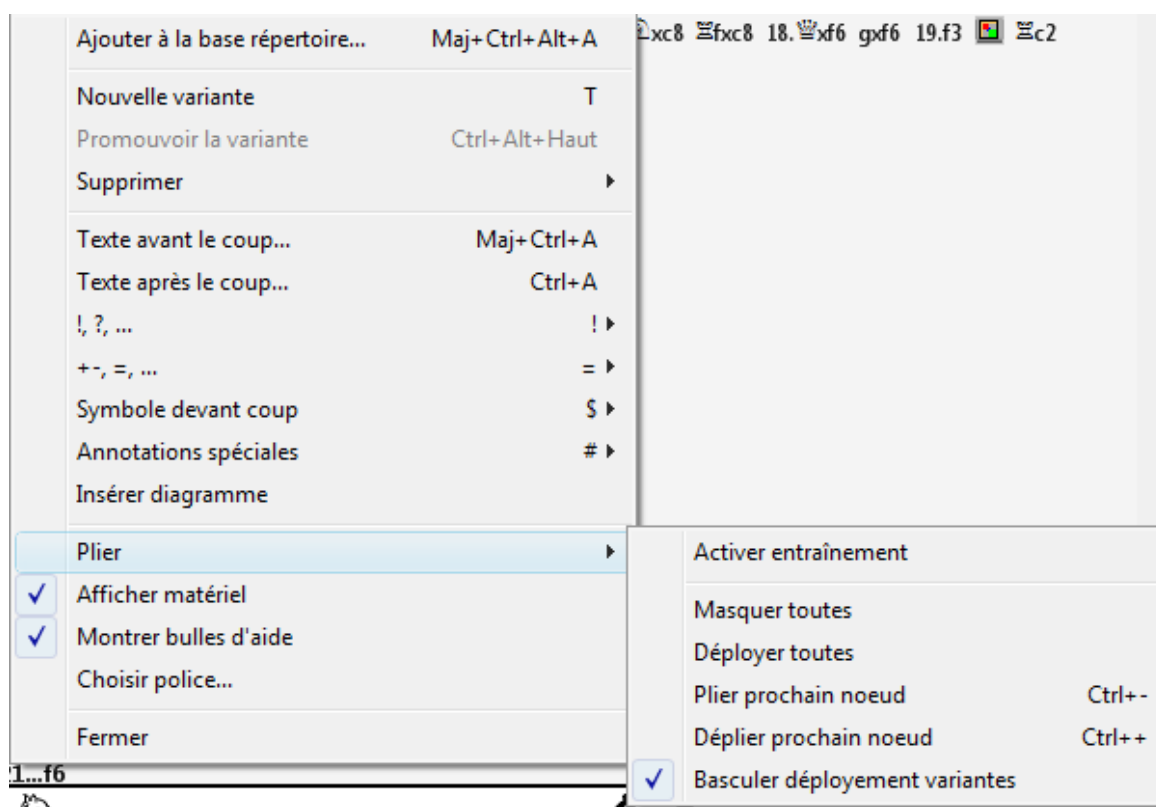 Ajouter à la base répertoire... Maj+Ctrl+Alt+A
♘xc8 ♖fxc8 18.♕xf6 gxf6 19.f3 ♖c2
Nouvelle variante T
Promouvoir la variante Ctrl+Alt+Haut
Supprimer
Texte avant le coup... Maj+Ctrl+A
Texte après le coup... Ctrl+A
!, ?, ... !
+-, =, ... =
Symbole devant coup $
Annotations spéciales #
Insérer diagramme
Plier
Afficher matériel
Montrer bulles d'aide
Choisir police...
Fermer
Activer entraînement
Masquer toutes
Déployer toutes
Plier prochain noeud Ctrl+-
Déplier prochain noeud Ctrl++
Basculer déployement variantes
1...f6